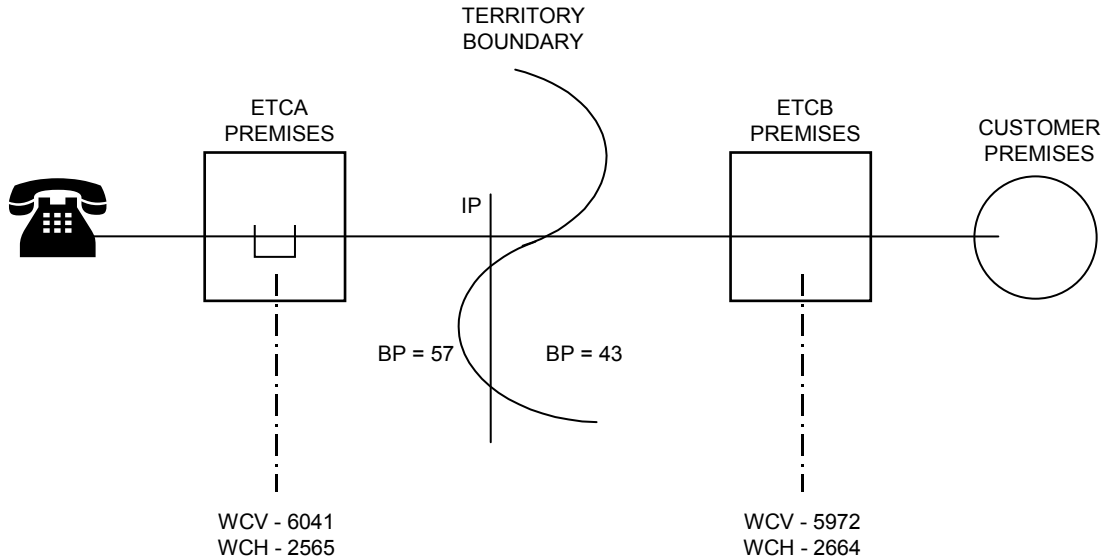 TERRITORY
BOUNDARY
ETCA
PREMISES
ETCB
PREMISES
CUSTOMER
PREMISES
IP
BP = 57
BP = 43
WCV - 6041
WCH - 2565
WCV - 5972
WCH - 2664